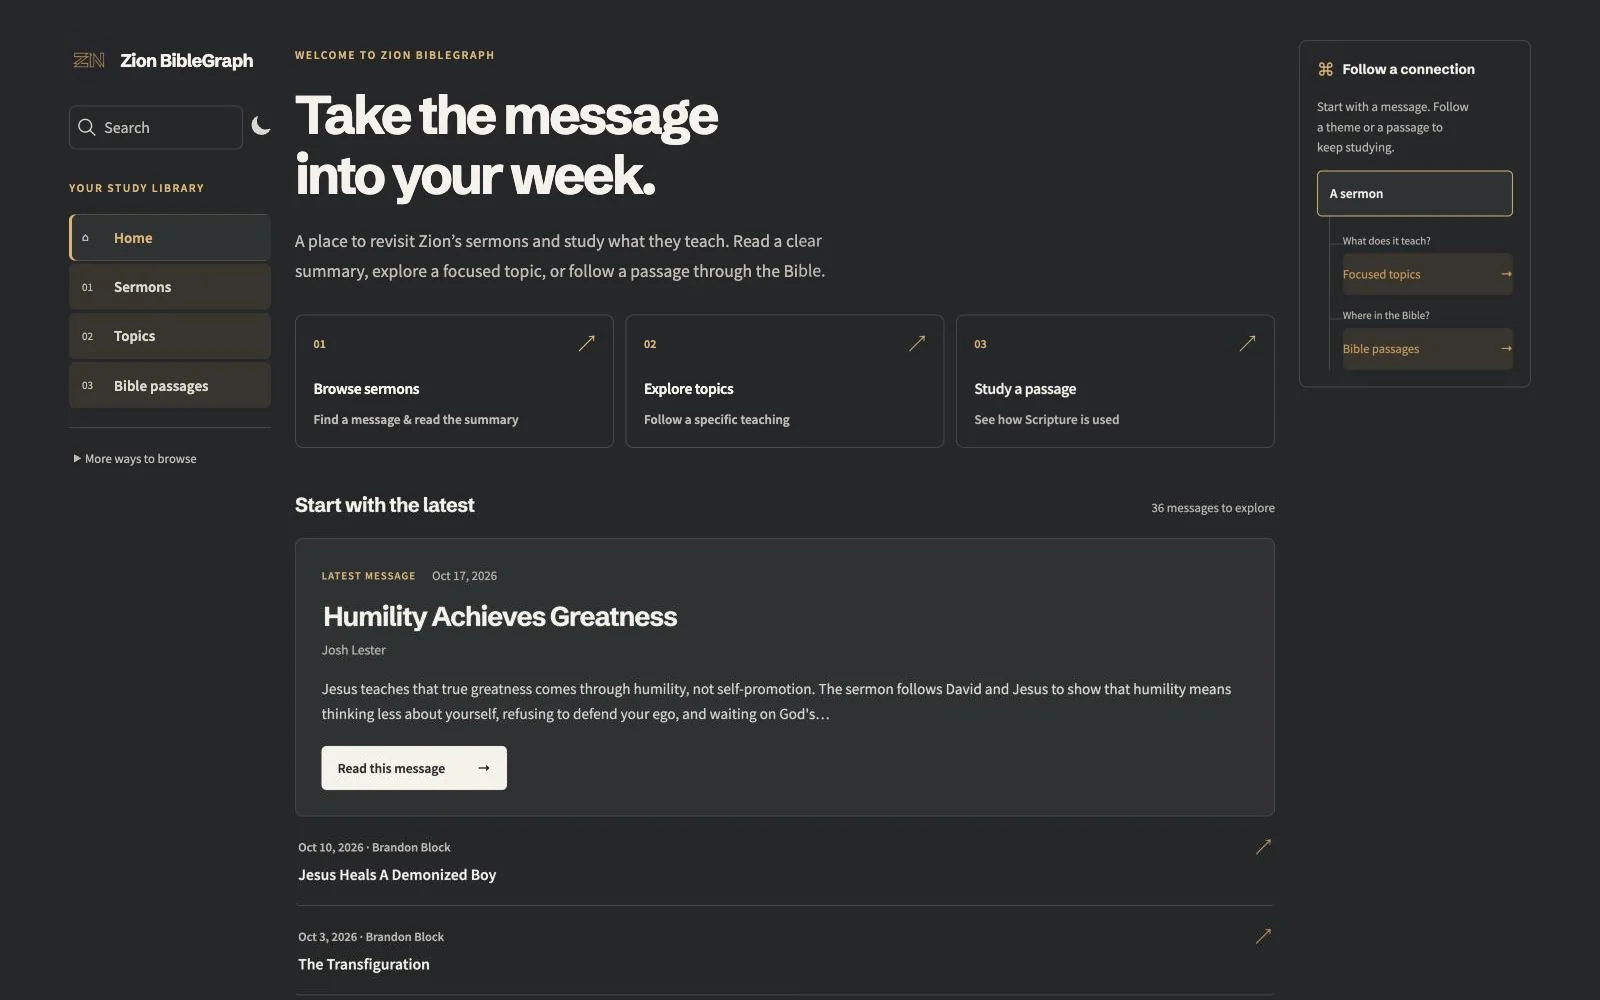 ZN Zion BibleGraph
Search
YOUR STUDY LIBRARY
Home
01 Sermons
02 Topics
03 Bible passages
More ways to browse
WELCOME TO ZION BIBLEGRAPH
Take the message
into your week.
A place to revisit Zion’s sermons and study what they teach. Read a clear
summary, explore a focused topic, or follow a passage through the Bible.
01
Browse sermons
Find a message & read the summary
02
Explore topics
Follow a specific teaching
03
Study a passage
See how Scripture is used
Start with the latest
36 messages to explore
LATEST MESSAGE Oct 17, 2026
Humility Achieves Greatness
Josh Lester
Jesus teaches that true greatness comes through humility, not self-promotion. The sermon follows David and Jesus to show that humility means
thinking less about yourself, refusing to defend your ego, and waiting on God's…
Read this message →
Oct 10, 2026 · Brandon Block
Jesus Heals A Demonized Boy
Oct 3, 2026 · Brandon Block
The Transfiguration
⌘ Follow a connection
Start with a message. Follow
a theme or a passage to
keep studying.
A sermon
What does it teach?
Focused topics →
Where in the Bible?
Bible passages →